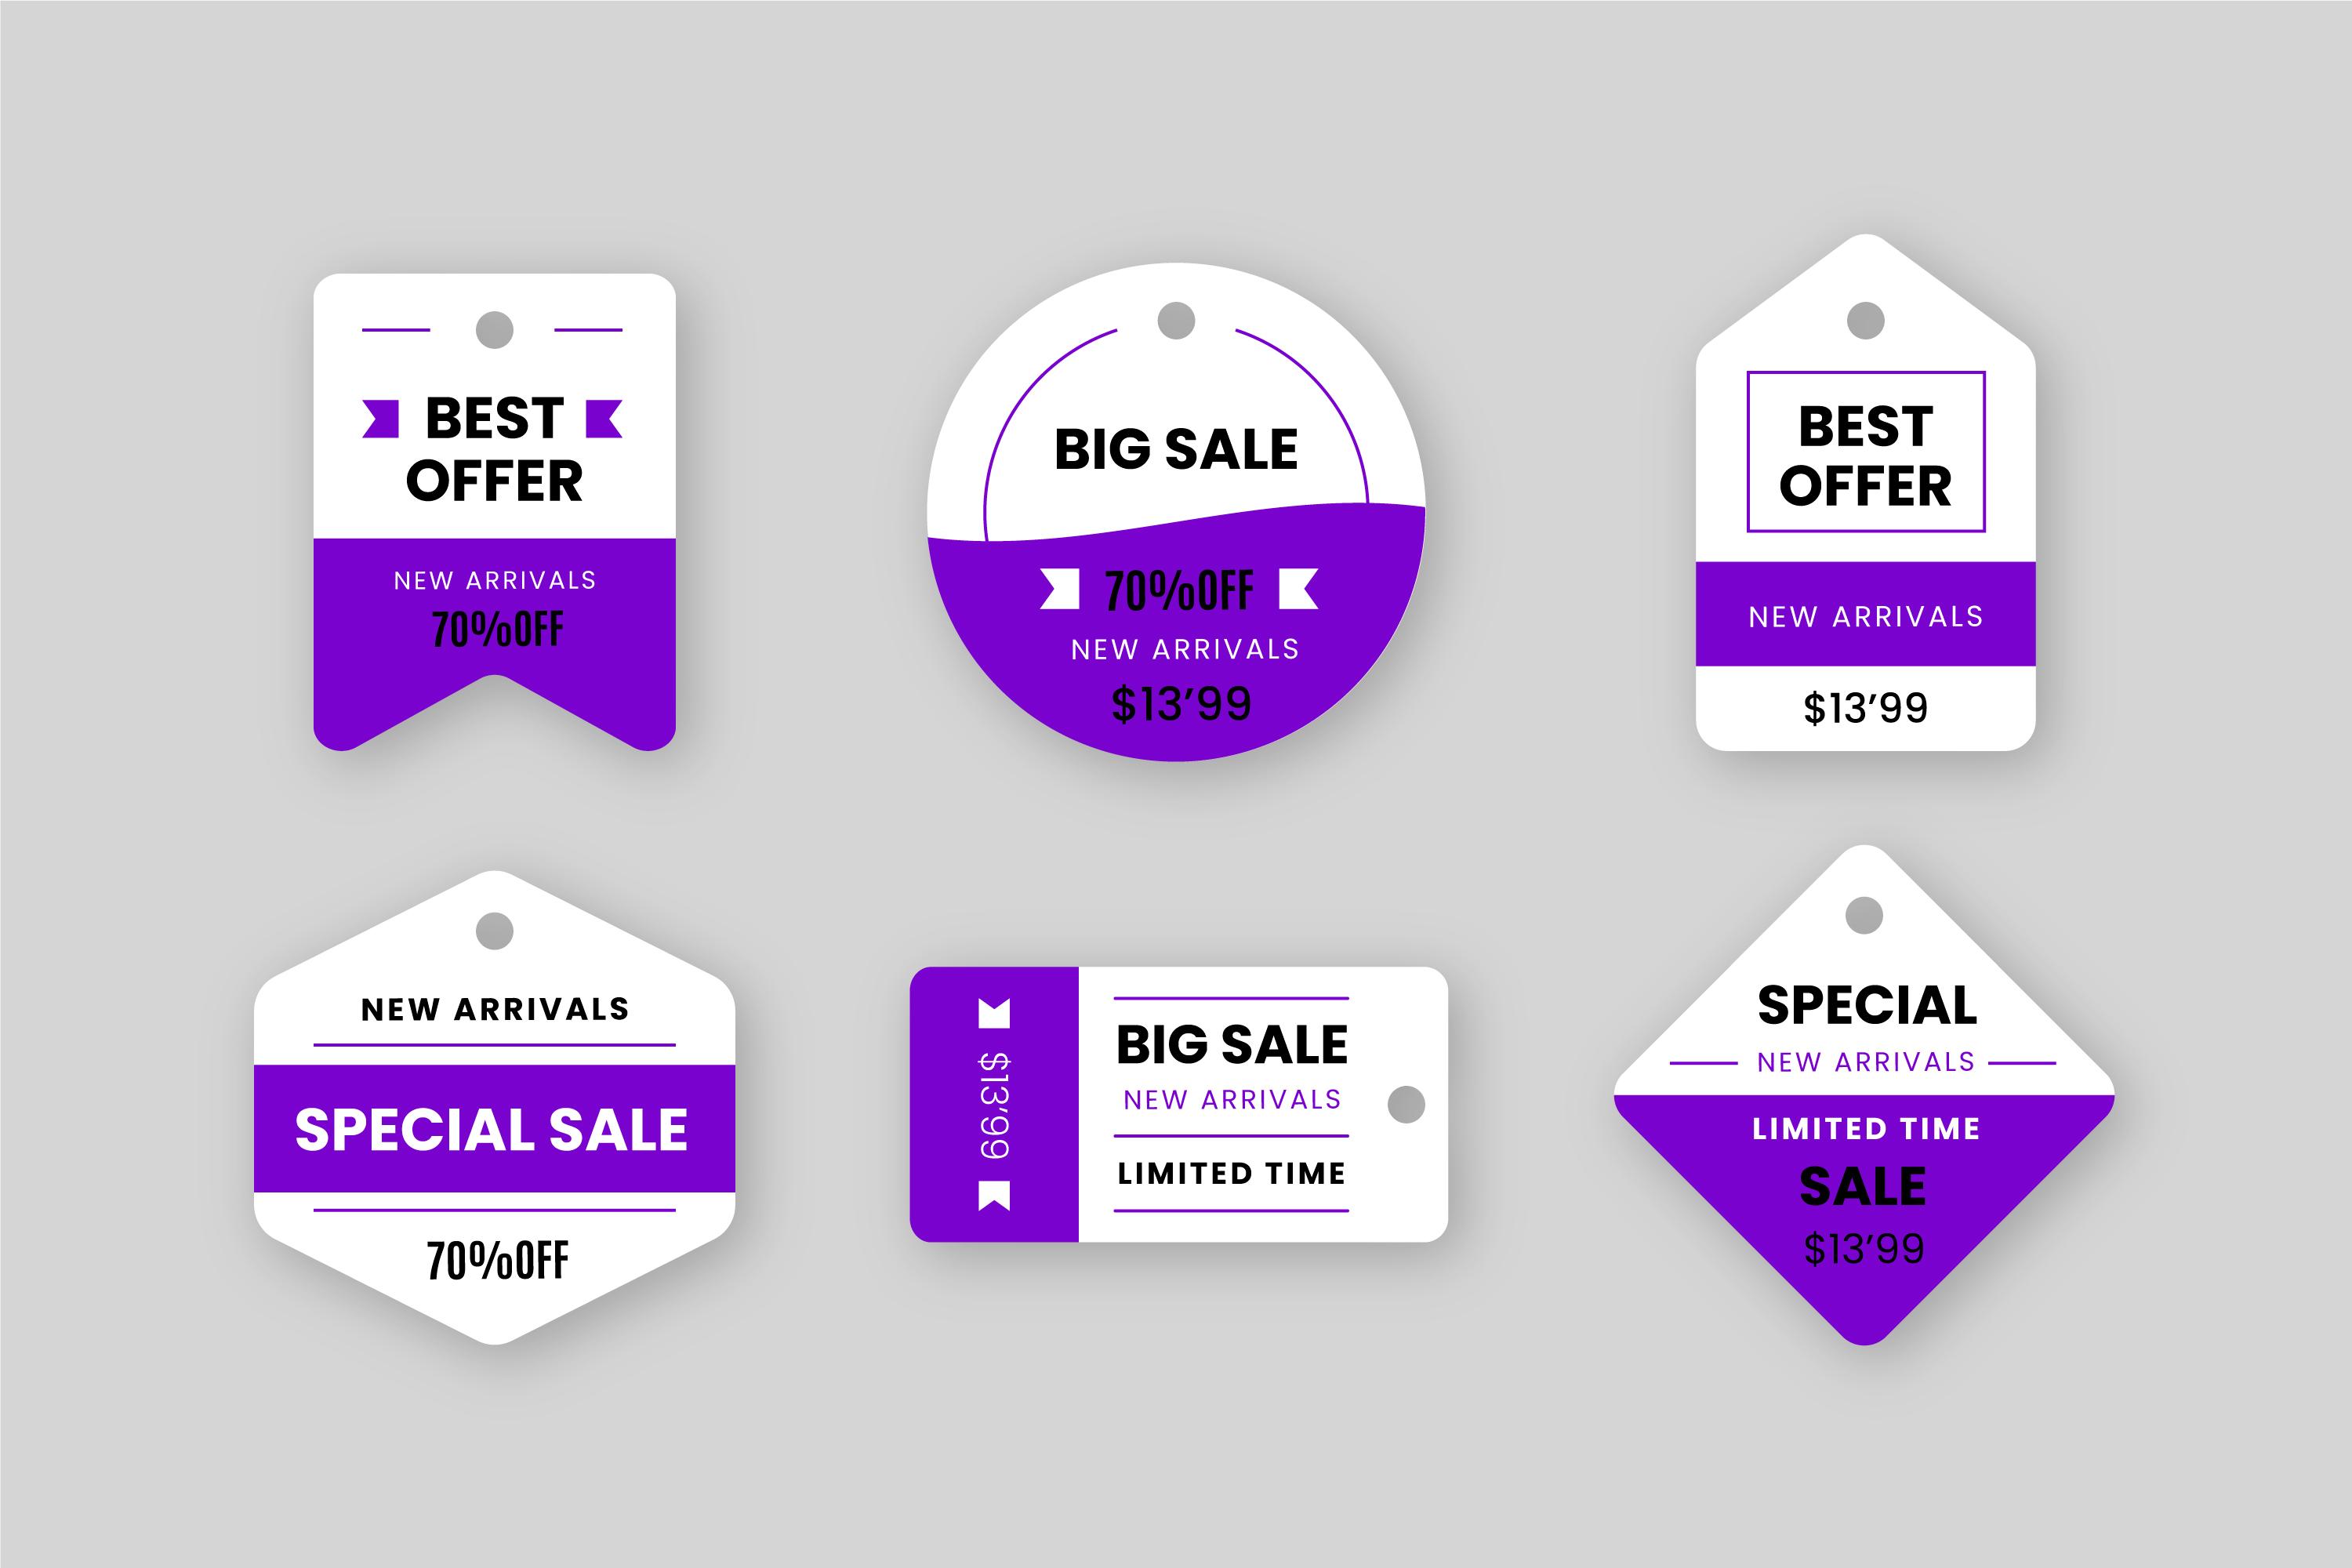 BEST
OFFER
NEW ARRIVALS
70%OFF
BIG SALE
70%OFF
NEW ARRIVALS
$13’99
BEST
OFFER
NEW ARRIVALS
$13’99
NEW ARRIVALS
SPECIAL SALE
70%OFF
$13’99
BIG SALE
NEW ARRIVALS
LIMITED TIME
SPECIAL
NEW ARRIVALS
LIMITED TIME
SALE
$13’99